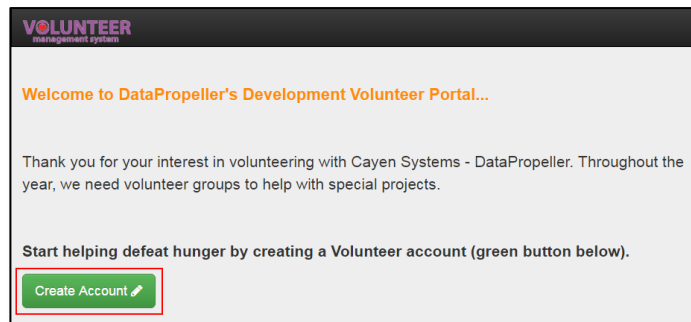 VOLUNTEER
management system
Welcome to DataPropeller's Development Volunteer Portal...
Thank you for your interest in volunteering with Cayen Systems - DataPropeller. Throughout the
year, we need volunteer groups to help with special projects.
Start helping defeat hunger by creating a Volunteer account (green button below).
Create Account